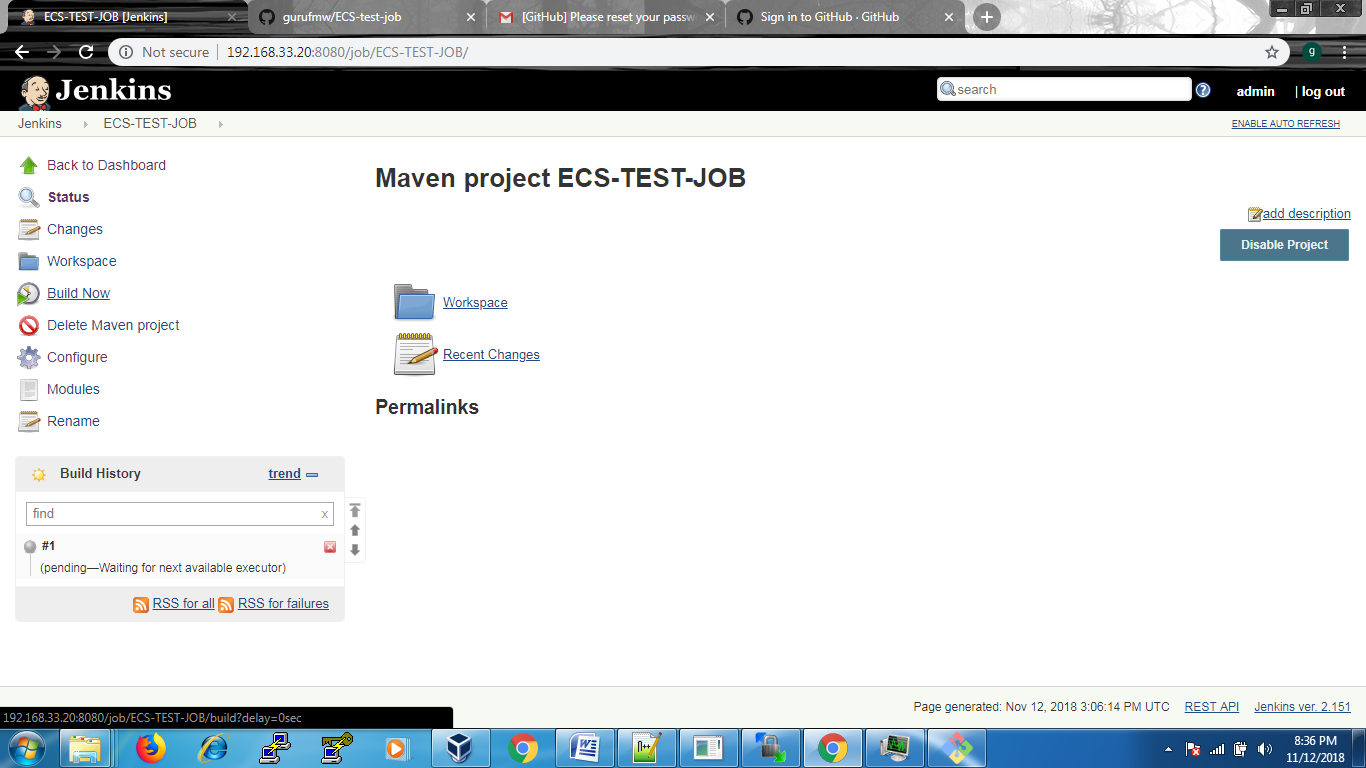 ECS-TEST-JOB [Jenkins]
gurufmw/ECS-test-job
[GitHub] Please reset your passw
Sign in to GitHub · GitHub
Not secure
192.168.33.20:8080/job/ECS-TEST-JOB/
g
Jenkins
search
admin
| log out
Jenkins
ECS-TEST-JOB
ENABLE AUTO REFRESH
Back to Dashboard
Status
Changes
Workspace
Build Now
Delete Maven project
Configure
Modules
Rename
Maven project ECS-TEST-JOB
add description
Disable Project
Workspace
Recent Changes
Permalinks
Build History
trend
find
x
#1
(pending—Waiting for next available executor)
RSS for all
RSS for failures
Page generated: Nov 12, 2018 3:06:14 PM UTC
REST API
Jenkins ver. 2.151
192.168.33.20:8080/job/ECS-TEST-JOB/build?delay=0sec
8:36 PM
11/12/2018